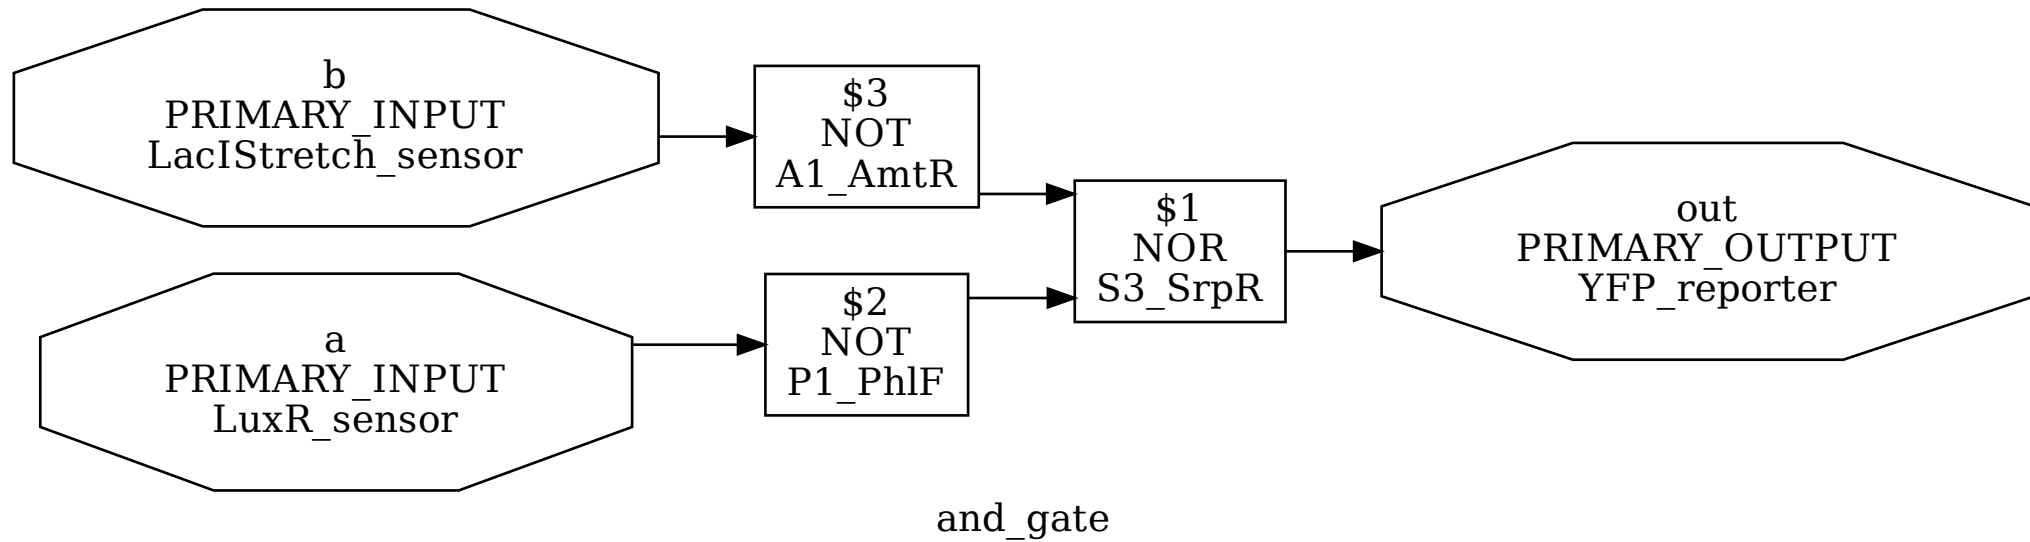 b
PRIMARY_INPUT
LacIStretch_sensor
$3
NOT
A1_AmtR
a
PRIMARY_INPUT
LuxR_sensor
$2
NOT
P1_PhlF
$1
NOR
S3_SrpR
out
PRIMARY_OUTPUT
YFP_reporter
and_gate